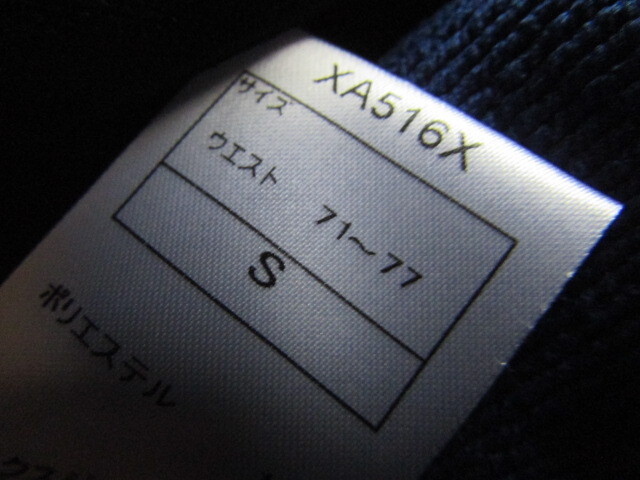 XA516X
サイズ
ウエスト 71〜77
S
ポリエステル